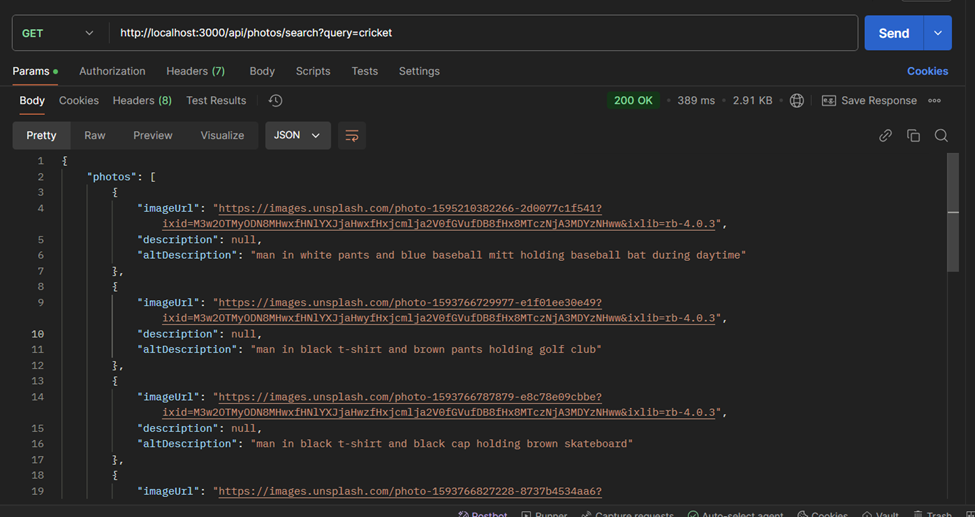 GET http://localhost:3000/api/photos/search?query=cricket Send
Params Authorization Headers (7) Body Scripts Tests Settings Cookies
Body Cookies Headers (8) Test Results 200 OK 389 ms 2.91 KB e.g. Save Response
Pretty Raw Preview Visualize JSON
1 {
2 "photos": [
3 {
4 "imageUrl": "https://images.unsplash.com/photo-1595210382266-2d0077c1f541?
ixid=M3w2OTMyODN8MHwxfHNlYXJjaHwxfHxjcmlja2V0fGVufDB8fHx8MTczNjA3MDYzNHww&ixlib=rb-4.0.3",
5 "description": null,
6 "altDescription": "man in white pants and blue baseball mitt holding baseball bat during daytime"
7 },
8 {
9 "imageUrl": "https://images.unsplash.com/photo-1593766729977-e1f01ee30e49?
ixid=M3w2OTMyODN8MHwxfHNlYXJjaHwyfHxjcmlja2V0fGVufDB8fHx8MTczNjA3MDYzNHww&ixlib=rb-4.0.3",
10 "description": null,
11 "altDescription": "man in black t-shirt and brown pants holding golf club"
12 },
13 {
14 "imageUrl": "https://images.unsplash.com/photo-1593766787879-e8c78e09cbbe?
ixid=M3w2OTMyODN8MHwxfHNlYXJjaHwzfHxjcmlja2V0fGVufDB8fHx8MTczNjA3MDYzNHww&ixlib=rb-4.0.3",
15 "description": null,
16 "altDescription": "man in black t-shirt and black cap holding brown skateboard"
17 },
18 {
19 "imageUrl": "https://images.unsplash.com/photo-1593766827228-8737b4534aa6?
Postbot Runner Capture requests Auto-select agent Cookies Vault Trash